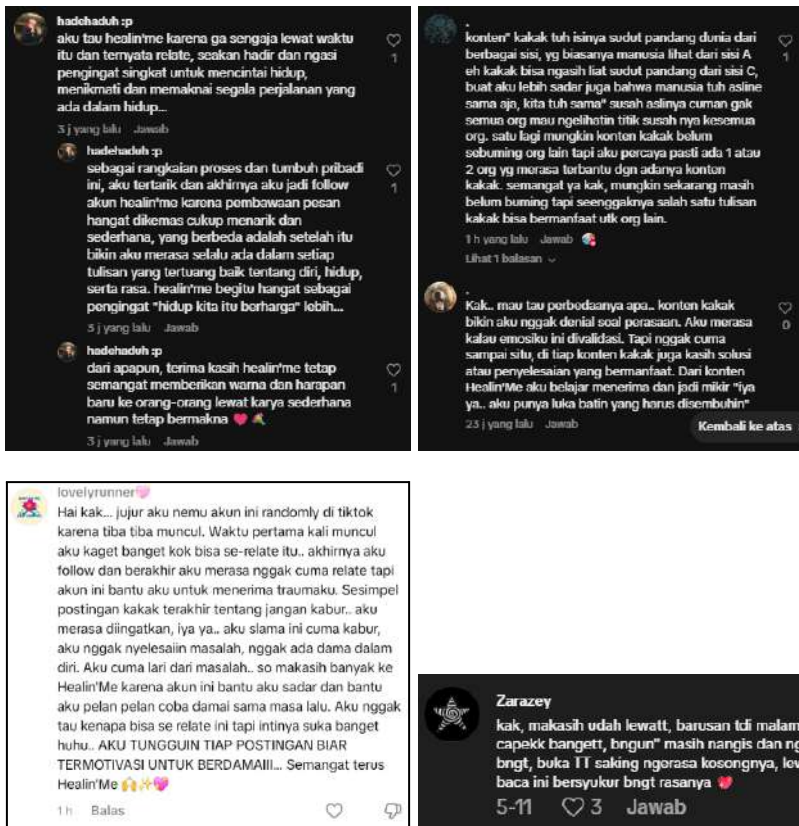 hadehaduh :p
aku tau healin'me karena ga sengaja lewat waktu
itu dan ternyata relate, seakan hadir dan ngasi
pengingat singkat untuk mencintai hidup,
menikmati dan memaknai segala perjalanan yang
ada dalam hidup...
1
3 j yang lalu Jawab
hadehaduh :p
sebagai rangkaian proses dan tumbuh pribadi
ini, aku tertarik dan akhirnya aku jadi follow
akun healin'me karena pembawaan pesan
hangat dikemas cukup menarik dan
sederhana, yang berbeda adalah setelah itu
bikin aku merasa selalu ada dalam setiap
tulisan yang tertuang baik tentang diri, hidup,
serta rasa. healin'me begitu hangat sebagai
pengingat "hidup kita itu berharga" lebih...
1
3 j yang lalu Jawab
hadehaduh :p
dari apapun, terima kasih healin'me tetap
semangat memberikan warna dan harapan
baru ke orang-orang lewat karya sederhana
namun tetap bermakna
1
3 j yang lalu Jawab
.
konten" kakak tuh isinya sudut pandang dunia dari
berbagai sisi, yg biasanya manusia lihat dari sisi A
eh kakak bisa ngasih liat sudut pandang dari sisi C,
buat aku lebih sadar juga bahwa manusia tuh asline
sama aja, kita tuh sama" susah aslinya cuman gak
semua org mau ngelihatin titik susah nya kesemua
org. satu lagi mungkin konten kakak belum
sebuming org lain tapi aku percaya pasti ada 1 atau
2 org yg merasa terbantu dgn adanya konten
kakak. semangat ya kak, mungkin sekarang masih
belum buming tapi seenggaknya salah satu tulisan
kakak bisa bermanfaat utk org lain.
1
1 h yang lalu Jawab
Lihat 1 balasan
.
Kak.. mau tau perbedaanya apa.. konten kakak
bikin aku nggak denial soal perasaan. Aku merasa
kalau emosiku ini divalidasi. Tapi nggak cuma
sampai situ, di tiap konten kakak juga kasih solusi
atau penyelesaian yang bermanfaat. Dari konten
Healin'Me aku belajar menerima dan jadi mikir "iya
ya.. aku punya luka batin yang harus disembuhin"
0
23 j yang lalu Jawab
Kembali ke atas
lovelyrunner
Hai kak... jujur aku nemu akun ini randomly di tiktok
karena tiba tiba muncul. Waktu pertama kali muncul
aku kaget banget kok bisa se-relate itu.. akhirnya aku
follow dan berakhir aku merasa nggak cuma relate tapi
akun ini bantu aku untuk menerima traumaku. Sesimpel
postingan kakak terakhir tentang jangan kabur.. aku
merasa diingatkan, iya ya.. aku slama ini cuma kabur,
aku nggak nyelesaiin masalah, nggak ada dama dalam
diri. Aku cuma lari dari masalah.. so makasih banyak ke
Healin'Me karena akun ini bantu aku sadar dan bantu
aku pelan pelan coba damai sama masa lalu. Aku nggak
tau kenapa bisa se relate ini tapi intinya suka banget
huhu.. AKU TUNGGUIN TIAP POSTINGAN BIAR
TERMOTIVASI UNTUK BERDAMAIII... Semangat terus
Healin'Me
1 h Balas
Zarazey
kak, makasih udah lewatt, barusan tdi malam
capekk bangett, bngun" masih nangis dan ng
bngt, buka TT saking ngerasa kosongnya, lew
baca ini bersyukur bngt rasanya
5-11 3 Jawab